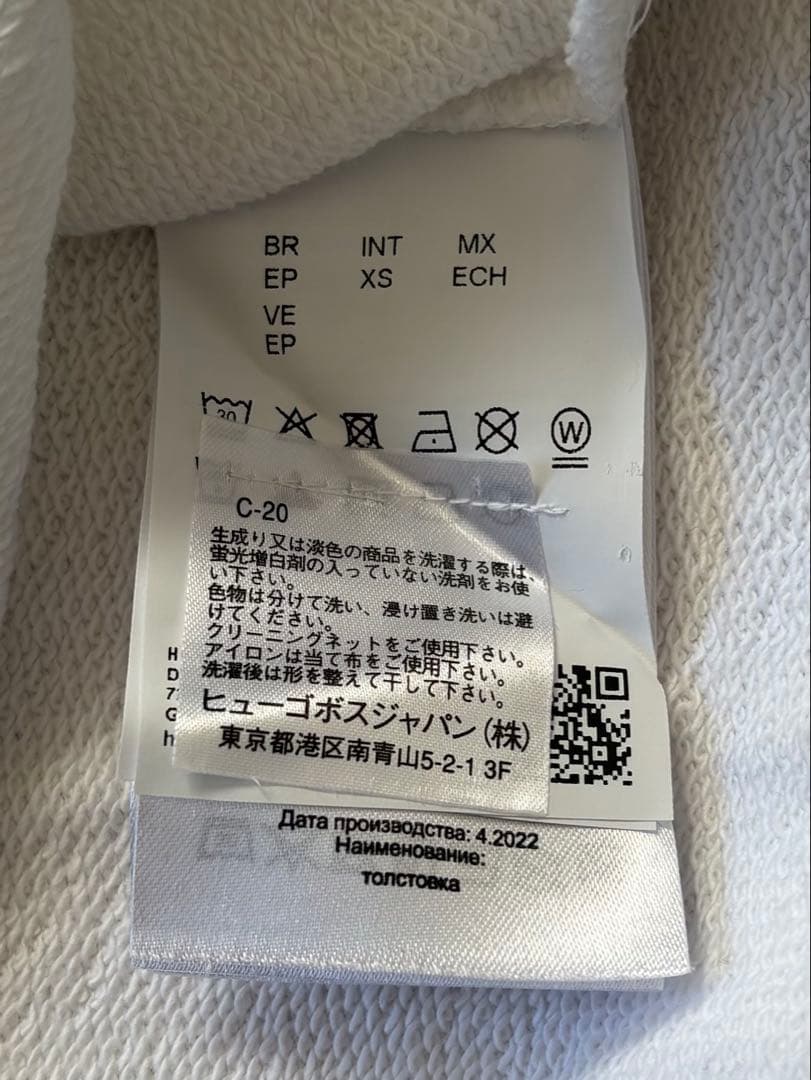 BR INT MX
EP XS ECH
VE
EP
30
W
C-20
生成り又は淡色の商品を洗濯する際は、
蛍光増白剤の入っていない洗剤をお使
い下さい。
色物は分けて洗い、浸け置き洗いは避
けてください。
クリーニングネットをご使用下さい。
アイロンは当て布をご使用下さい。
洗濯後は形を整えて干して下さい。
ヒューゴボスジャパン(株)
東京都港区南青山5-2-1 3F
H
D
7
G
h
Дата производства: 4.2022
Наименование:
толстовка